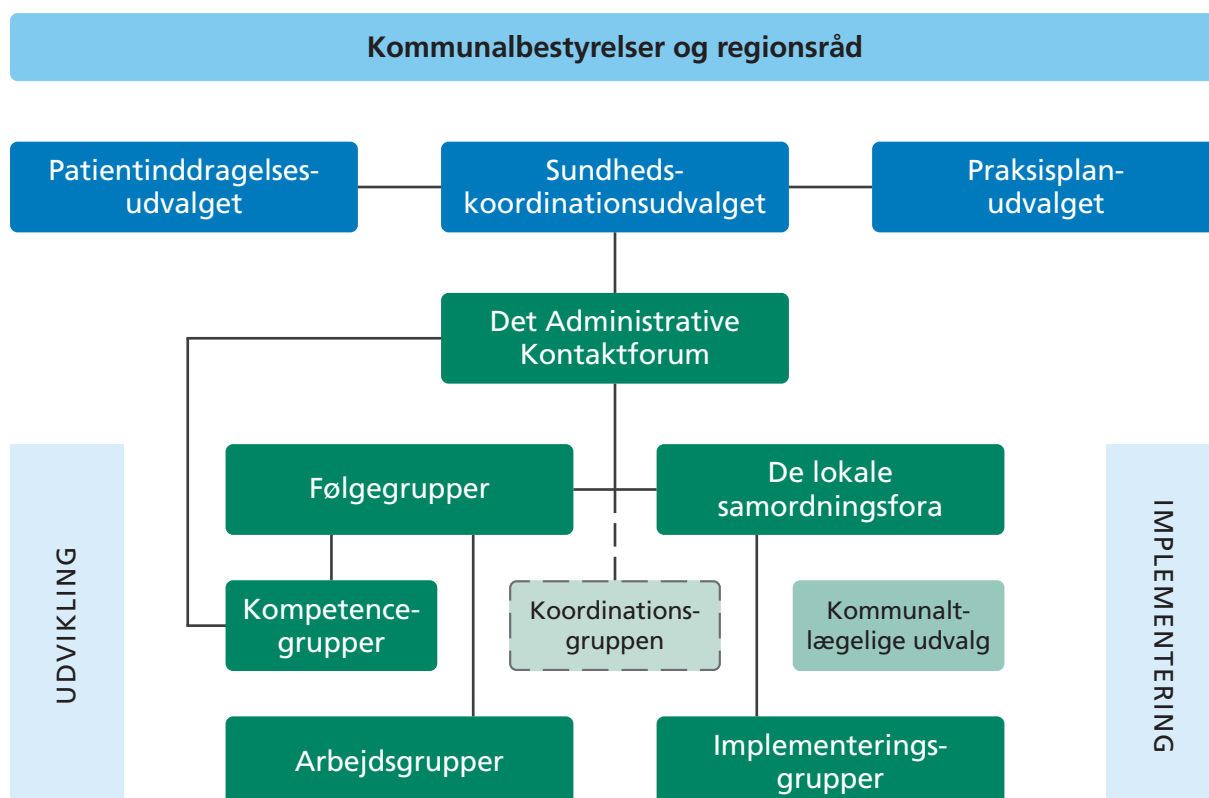 Kommunalbestyrelser og regionsråd
Patientinddragelses-
udvalget
Sundheds-
koordinationsudvalget
Praksisplan-
udvalget
Det Administrative
Kontaktforum
Følgegrupper
De lokale
samordningsfora
UDVIKLING
Kompetence-
grupper
Koordinations-
gruppen
Kommunalt-
lægelige udvalg
IMPLEMENTERING
Arbejdsgrupper
Implementerings-
grupper